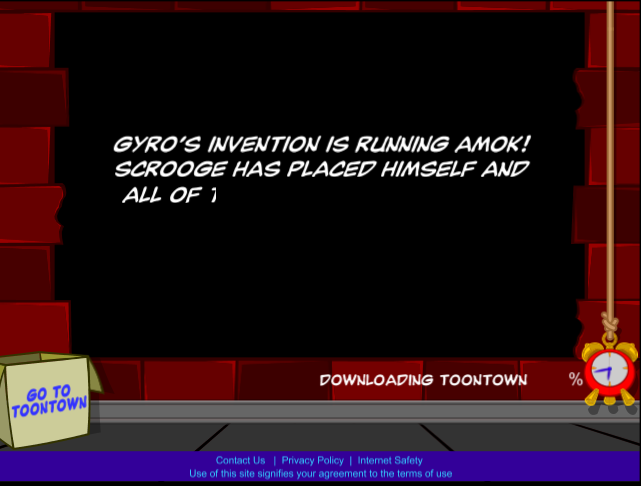 GYRO'S INVENTION IS RUNNING AMOK!
SCROOGE HAS PLACED HIMSELF AND
ALL OF
DOWNLOADING TOONTOWN %
GO TO
TOONTOWN
Contact Us | Privacy Policy | Internet Safety
Use of this site signifies your agreement to the terms of use